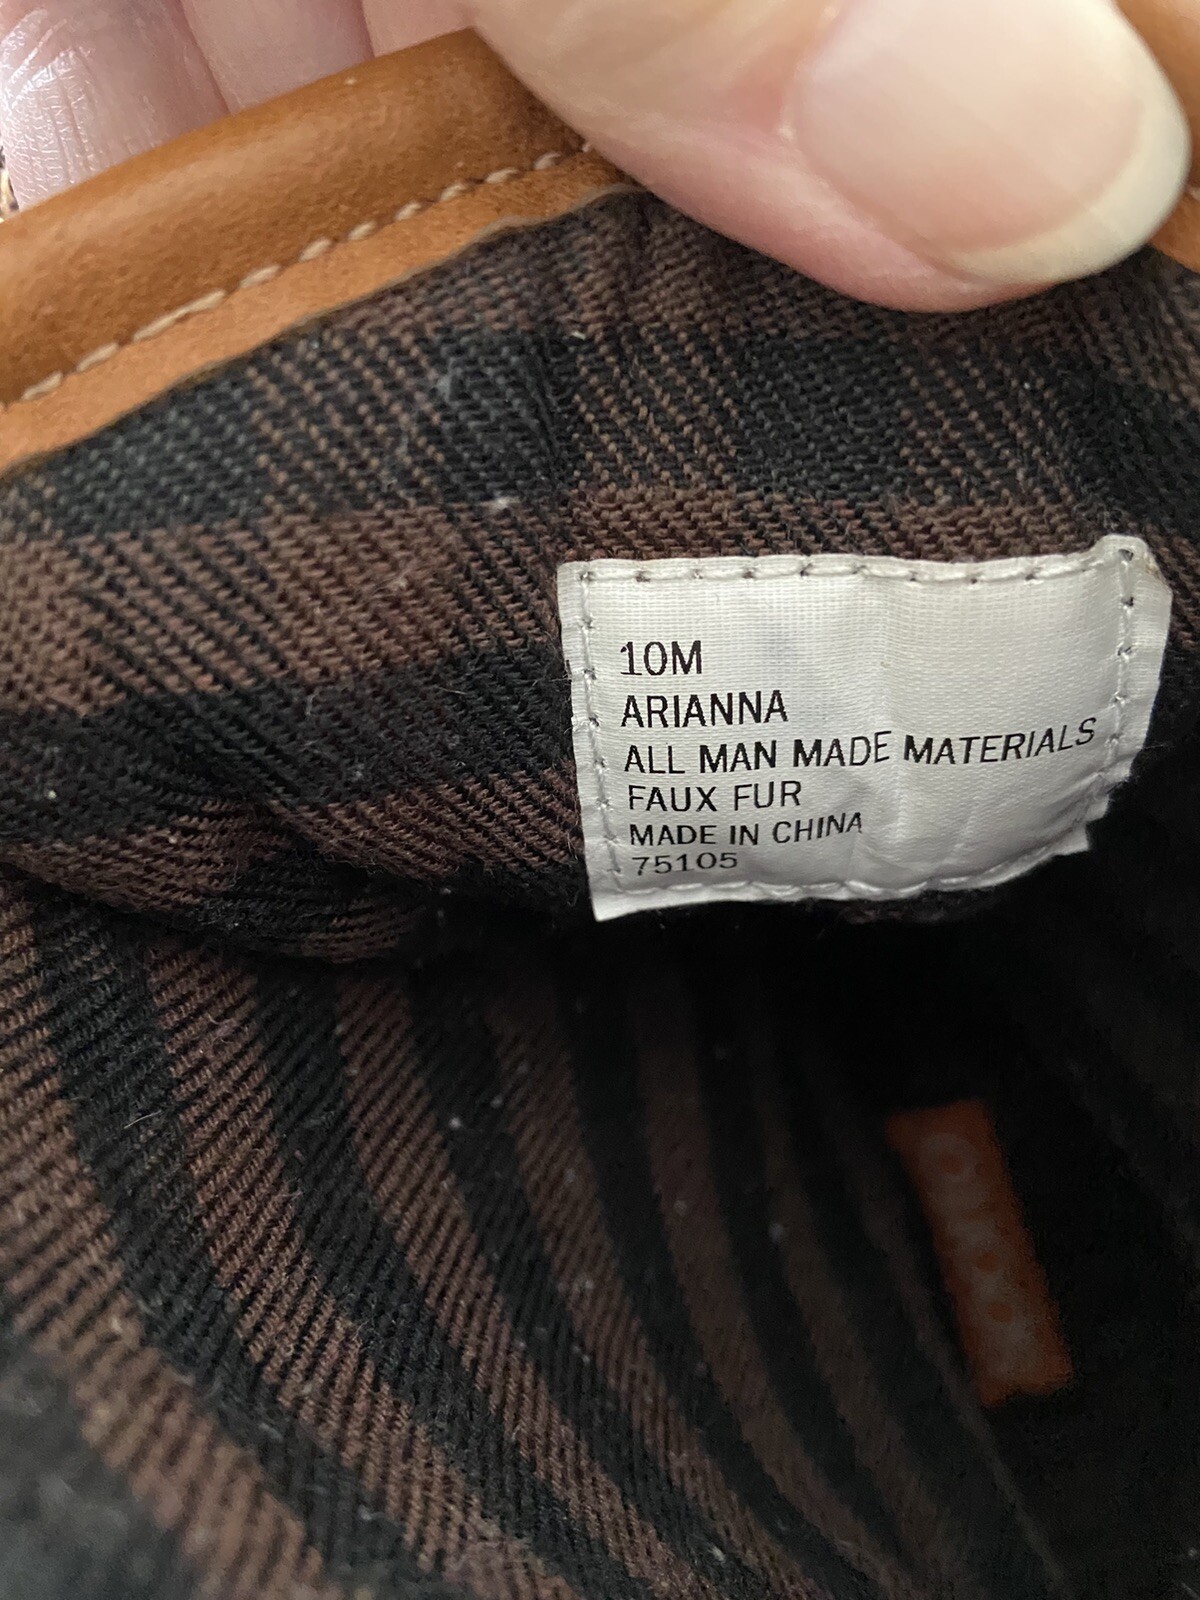 10M
ARIANNA
ALL MAN MADE MATERIALS
FAUX FUR
MADE IN CHINA
75105